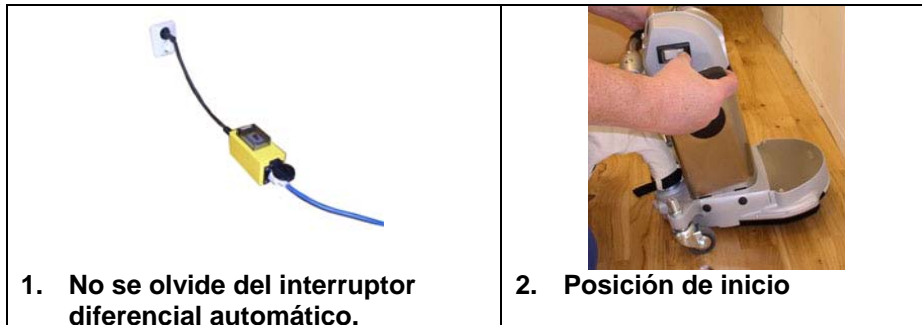 1. No se olvide del interruptor
diferencial automático.
2. Posición de inicio